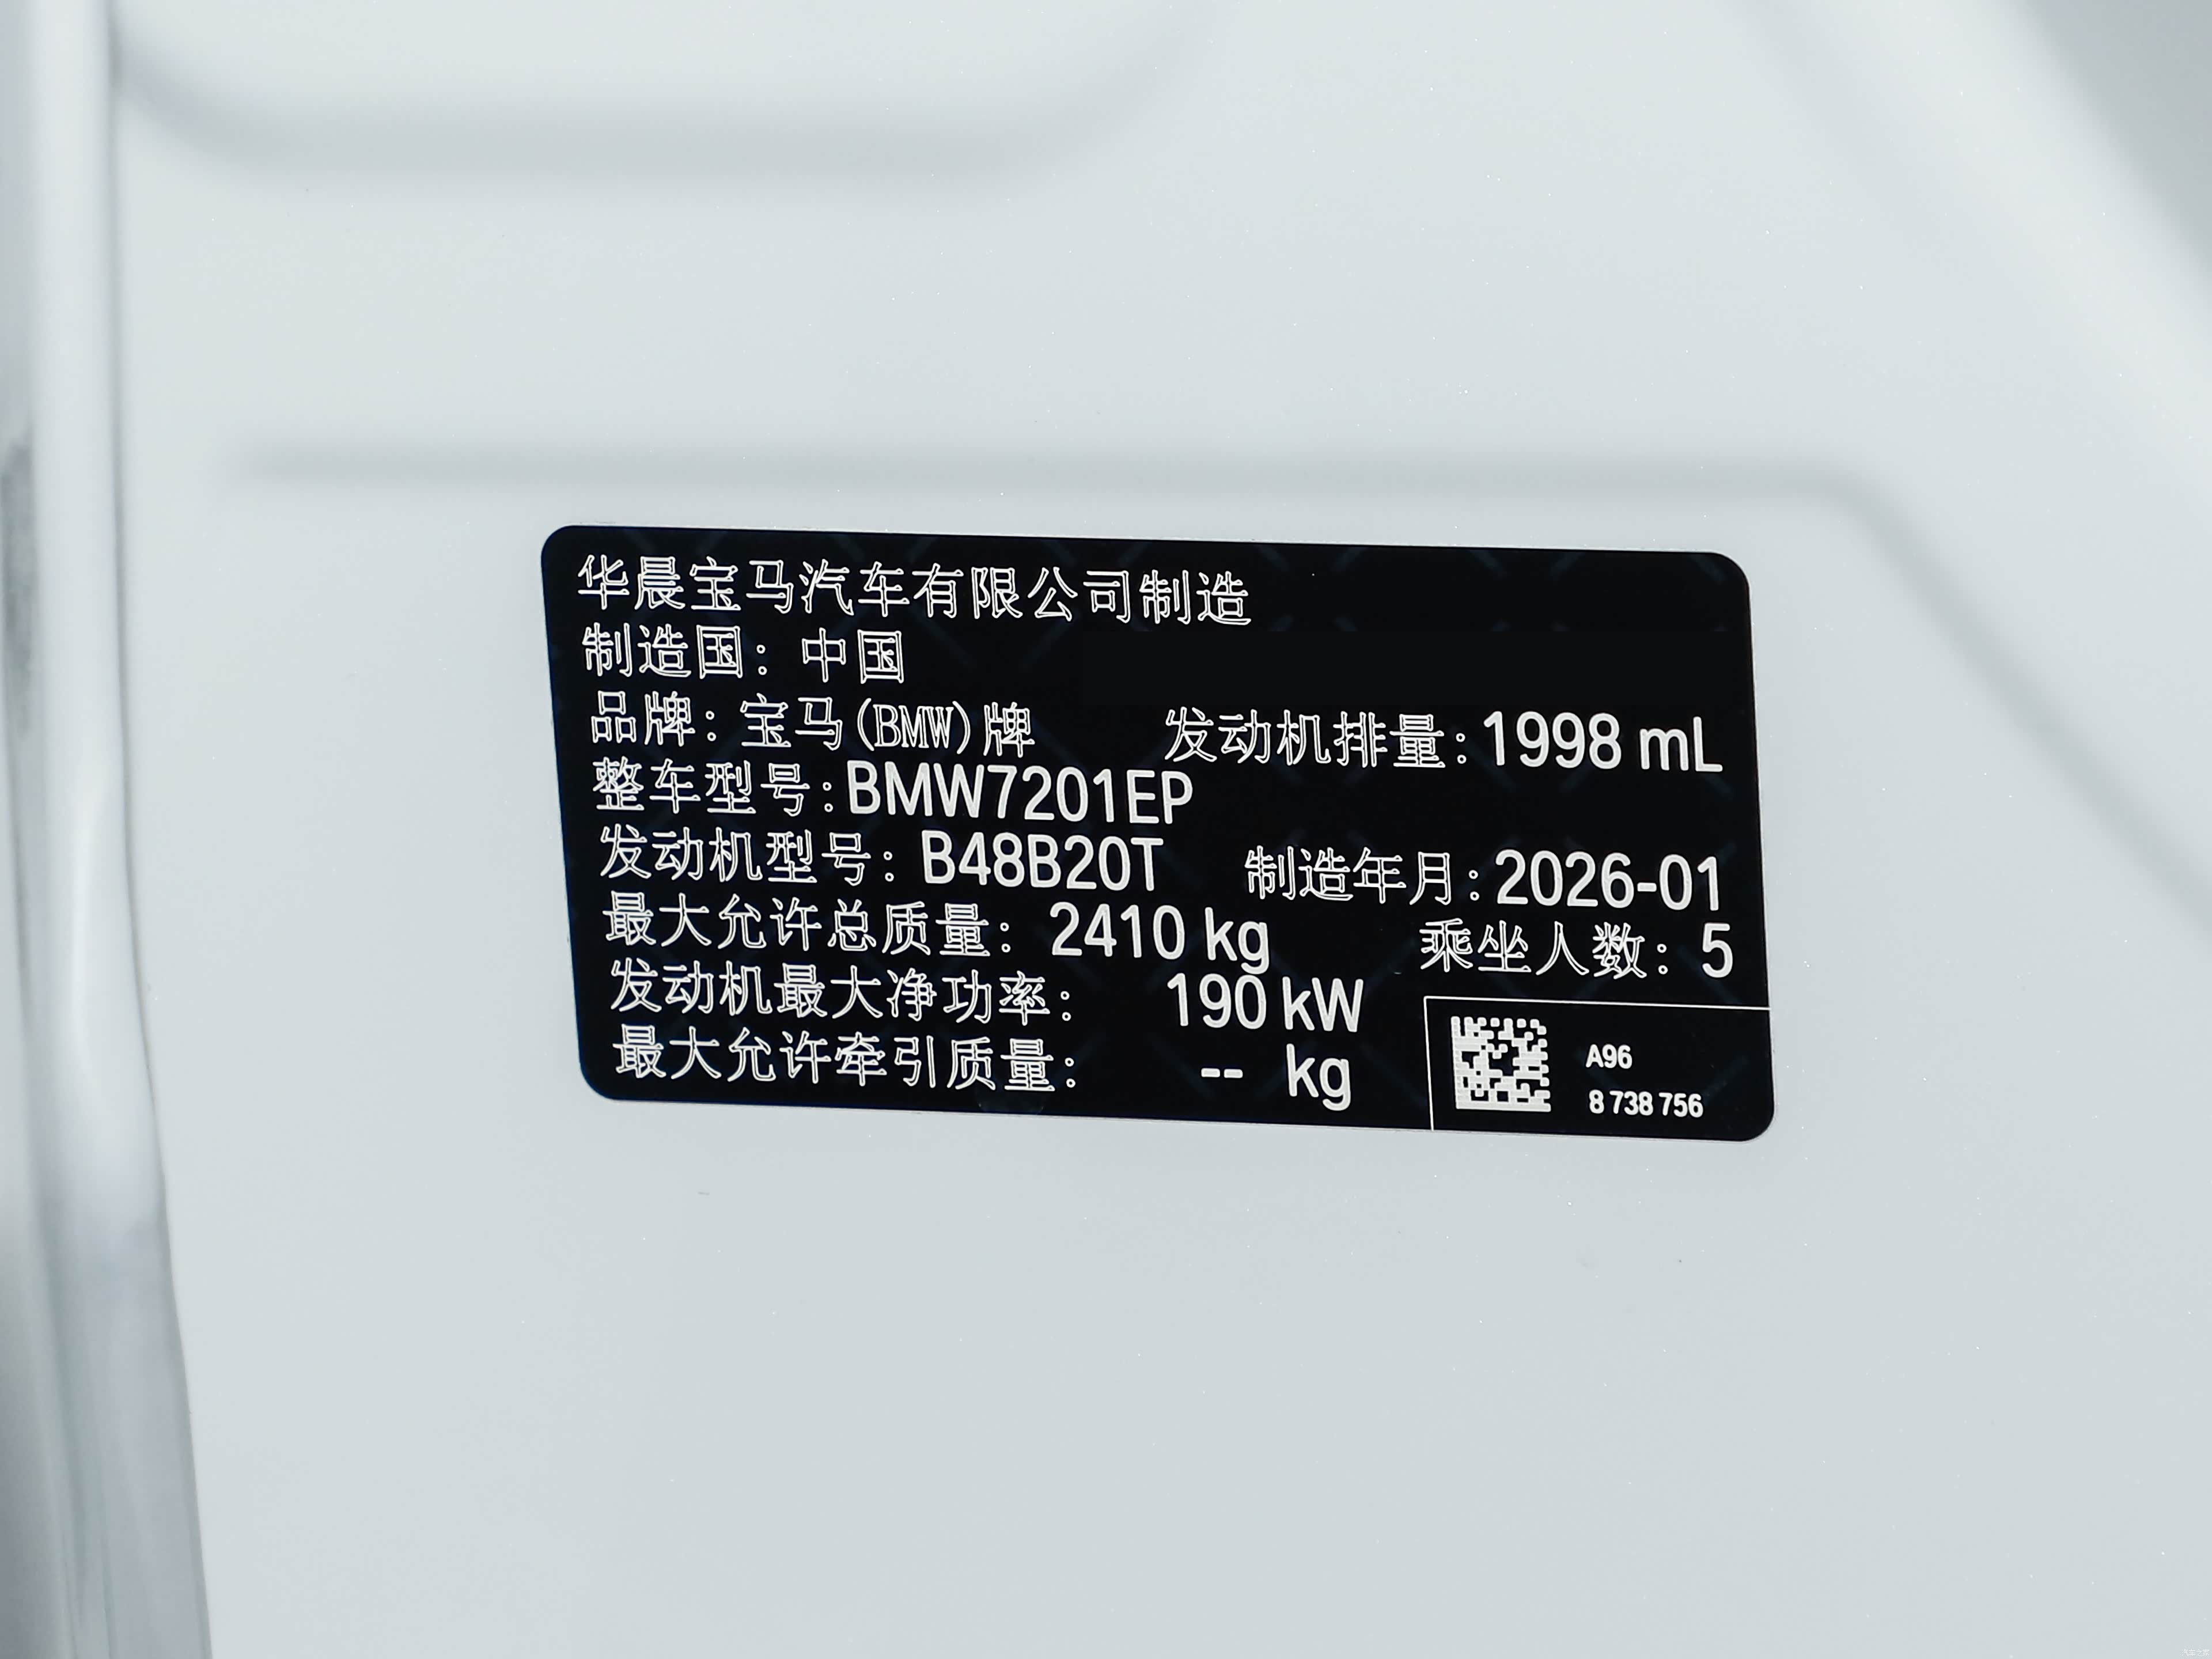 华晨宝马汽车有限公司制造
制造国：中国
品牌：宝马(BMW)牌 发动机排量：1998 mL
整车型号：BMW7201EP
发动机型号：B48B20T 制造年月：2026-01
最大允许总质量：2410 kg 乘坐人数：5
发动机最大净功率：190 kW
最大允许牵引质量：-- kg
A96
8 738 756
汽车之家